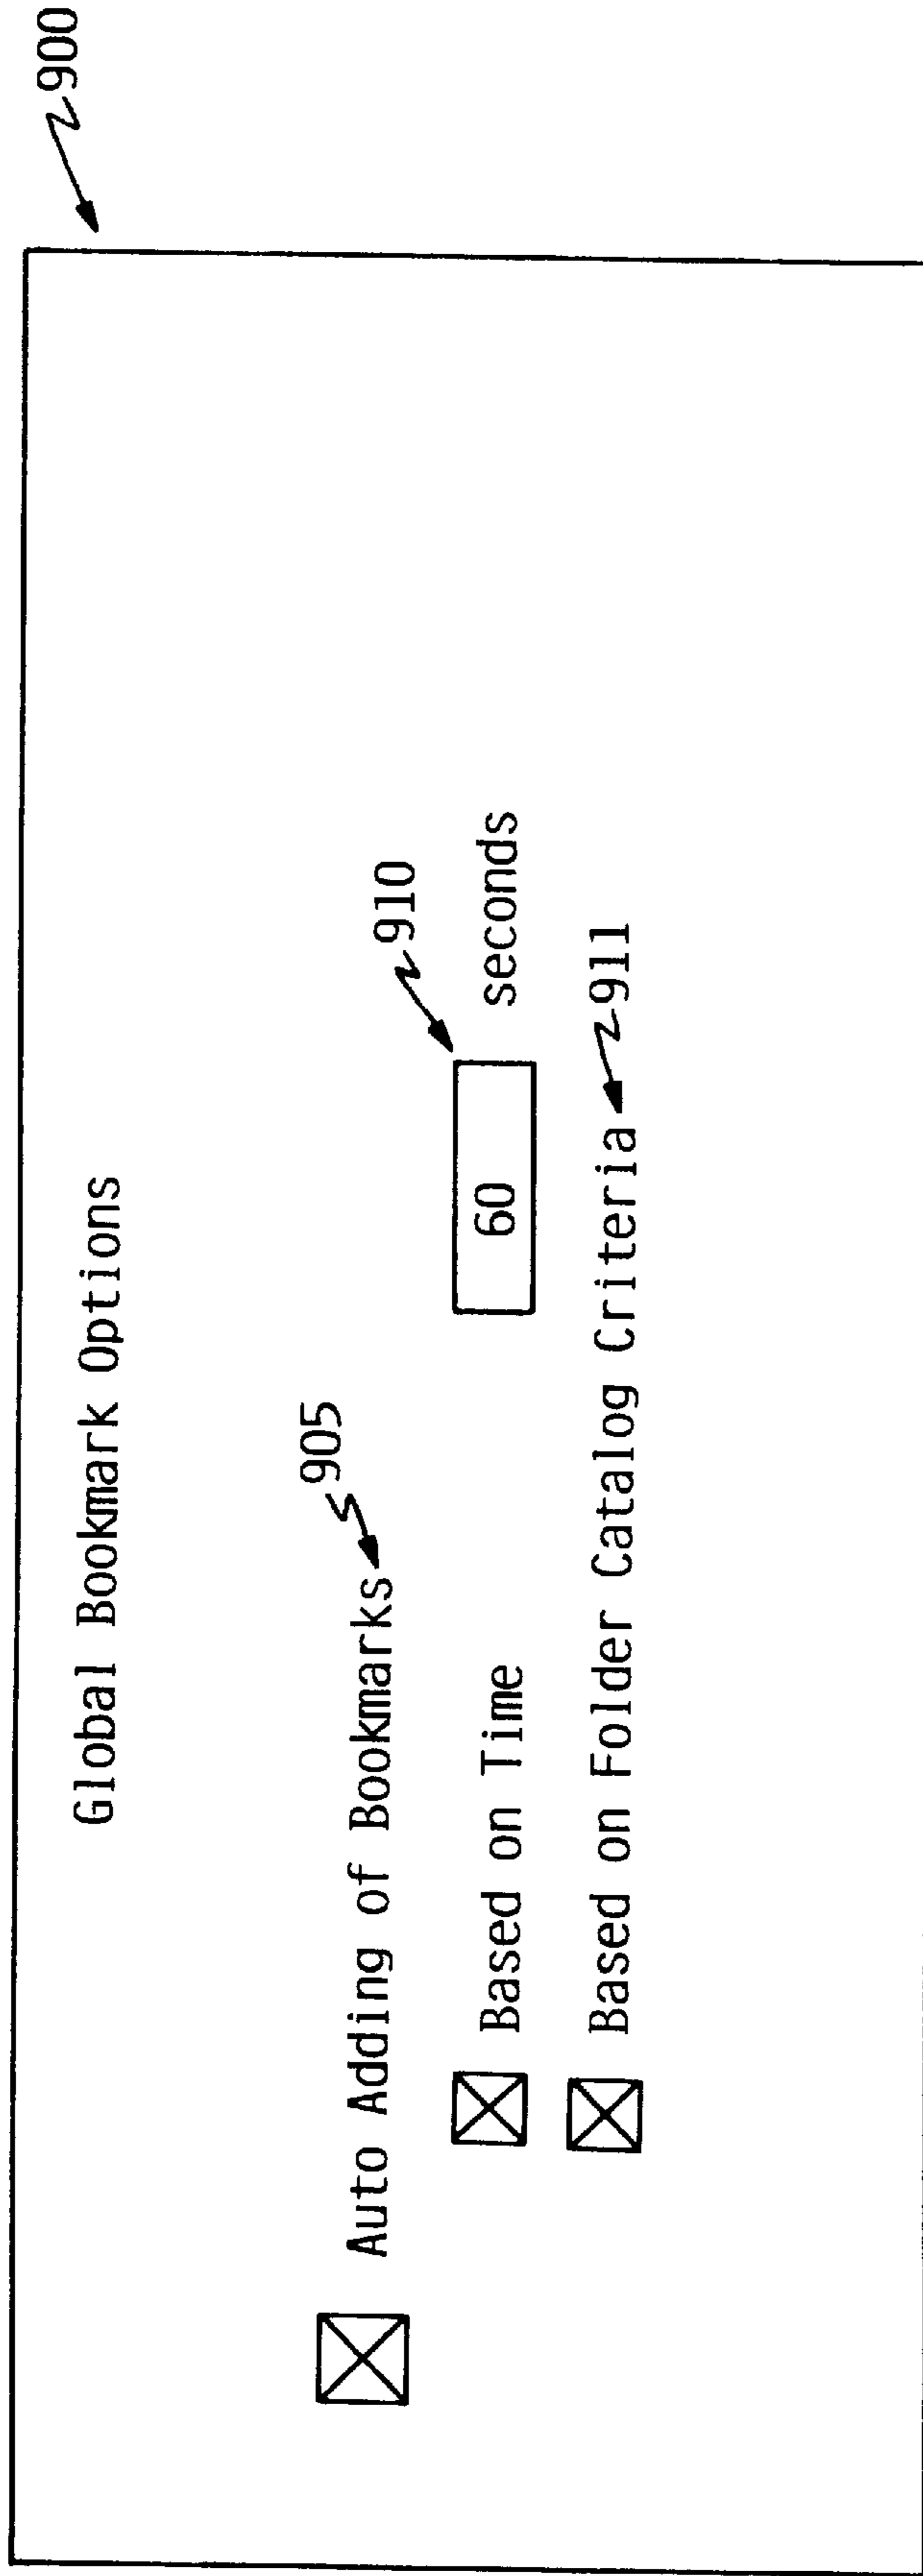 900
Global Bookmark Options
905
Auto Adding of Bookmarks
910
Based on Time 60 seconds
Based on Folder Catalog Criteria 911